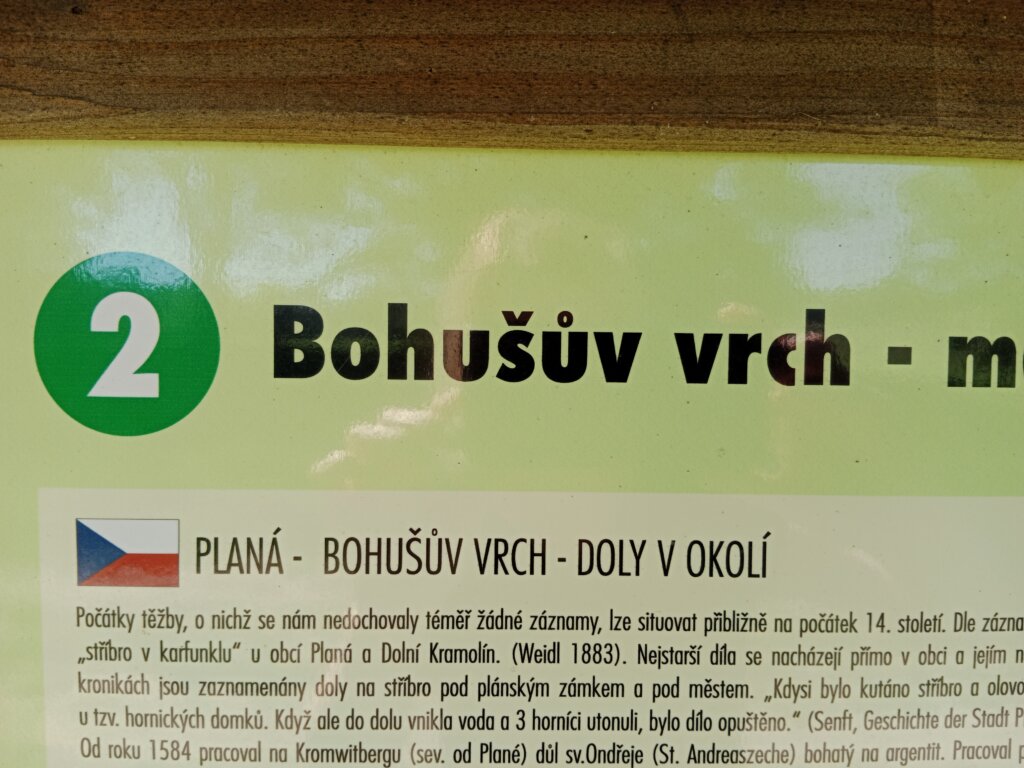 2
Bohušův vrch -
PLANÁ - BOHUŠŮV VRCH - DOLY V OKOLÍ
Počátky těžby, o nichž se nám nedochovaly téměř žádné záznamy, lze situovat přibližně na počátek 14. století. Dle
„stříbro v karfunklu“ u obcí Planá a Dolní Kramolín. (Weidl 1883). Nejstarší díla se nacházejí přímo v obci a jejím
kronikách jsou zaznamenány doly na stříbro pod plánským zámkem a pod městem. „Kdysi bylo kutáno stříbro a
u tzv. hornických domků. Když ale do dolu vnikla voda a 3 horníci utonuli, bylo dílo opuštěno.“ (Senft, Geschichte der Stadt
Od roku 1584 pracoval na Kromwitbergu (sev. od Plané) důl sv.Ondřeje (St. Andreaszeche) bohatý na argentit. Pracoval